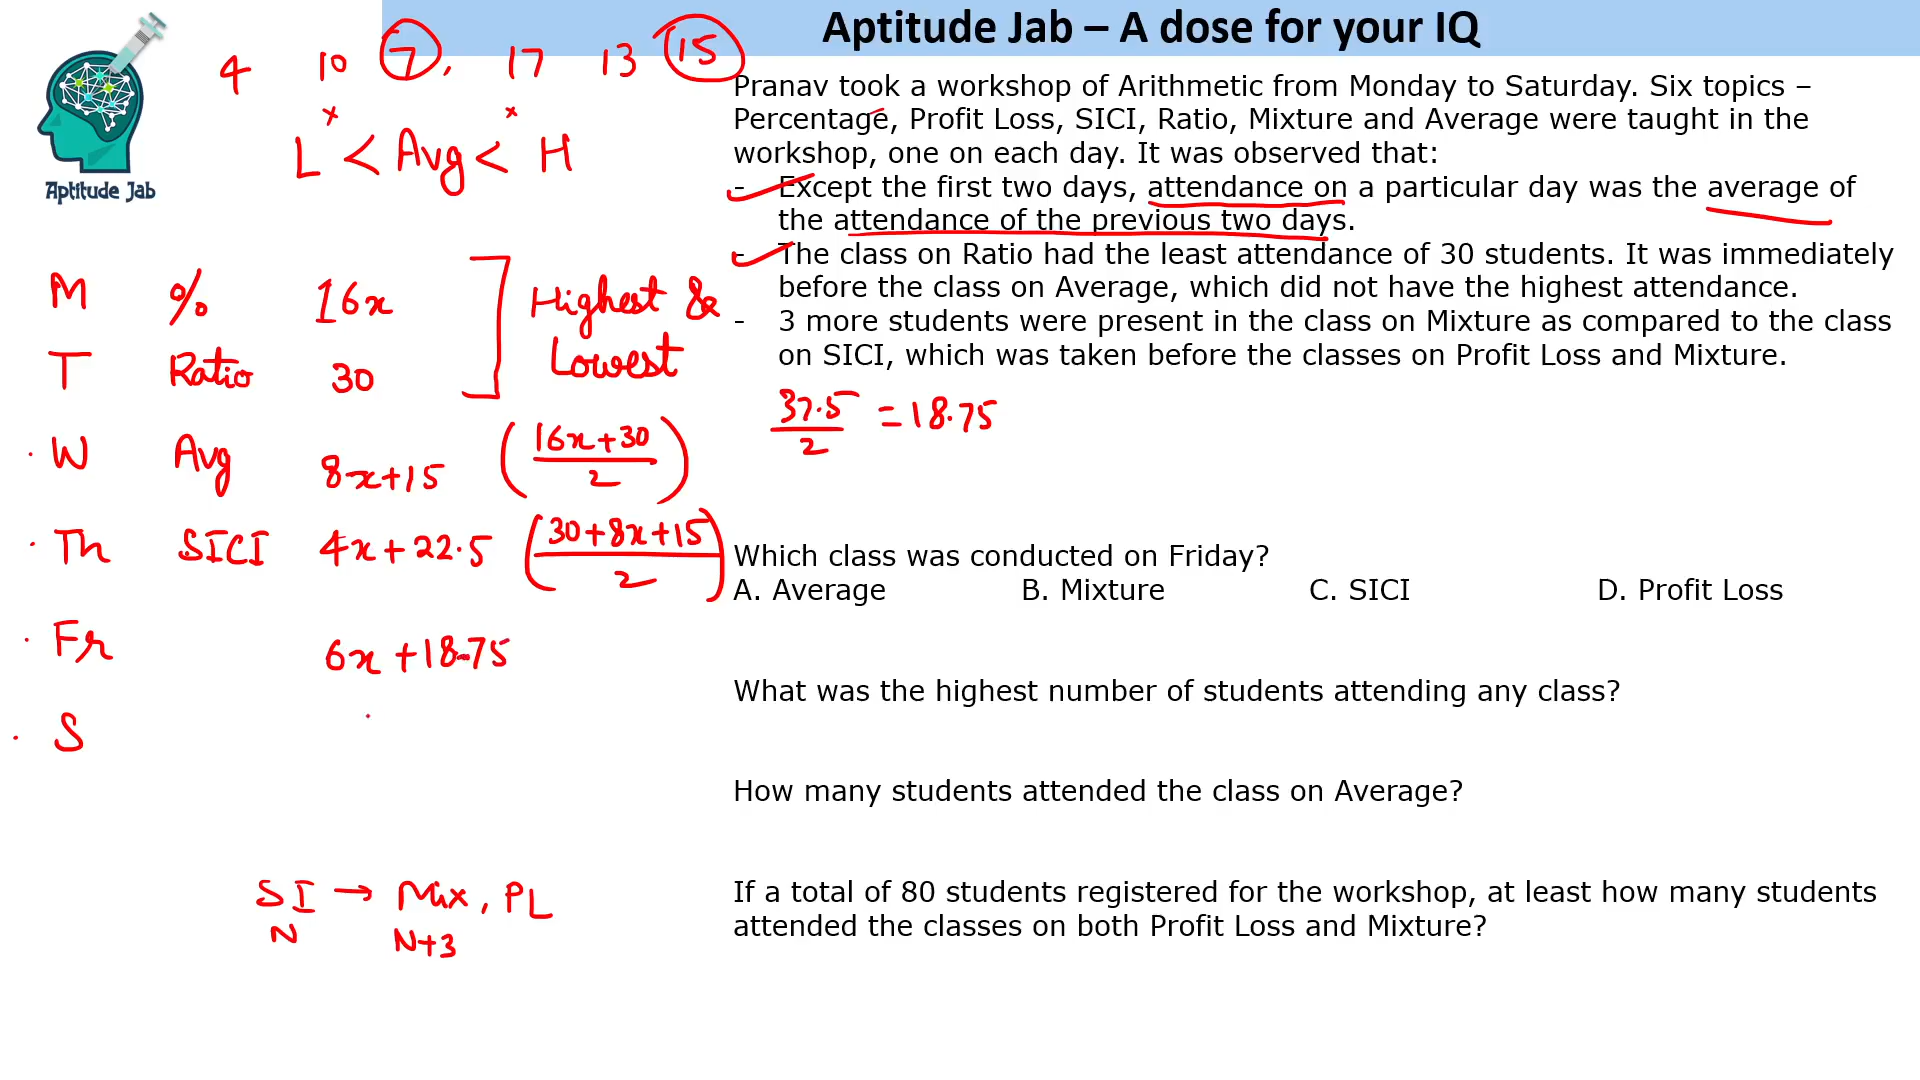 Aptitude Jab – A dose for your IQ
Aptitude Jab
4 10 7, 17 13 15
x x
L < Avg < H
Pranav took a workshop of Arithmetic from Monday to Saturday. Six topics –
Percentage, Profit Loss, SICI, Ratio, Mixture and Average were taught in the
workshop, one on each day. It was observed that:
- Except the first two days, attendance on a particular day was the average of
the attendance of the previous two days.
- The class on Ratio had the least attendance of 30 students. It was immediately
before the class on Average, which did not have the highest attendance.
- 3 more students were present in the class on Mixture as compared to the class
on SICI, which was taken before the classes on Profit Loss and Mixture.
M % 16x
T Ratio 30
Highest &
Lowest
W Avg 8x+15 (16x+30/2)
Th SICI 4x+22.5 (30+8x+15/2)
Fr 6x+18.75
S
37.5/2 = 18.75
Which class was conducted on Friday?
A. Average B. Mixture C. SICI D. Profit Loss
What was the highest number of students attending any class?
How many students attended the class on Average?
SI → Mix, PL
N N+3
If a total of 80 students registered for the workshop, at least how many students
attended the classes on both Profit Loss and Mixture?